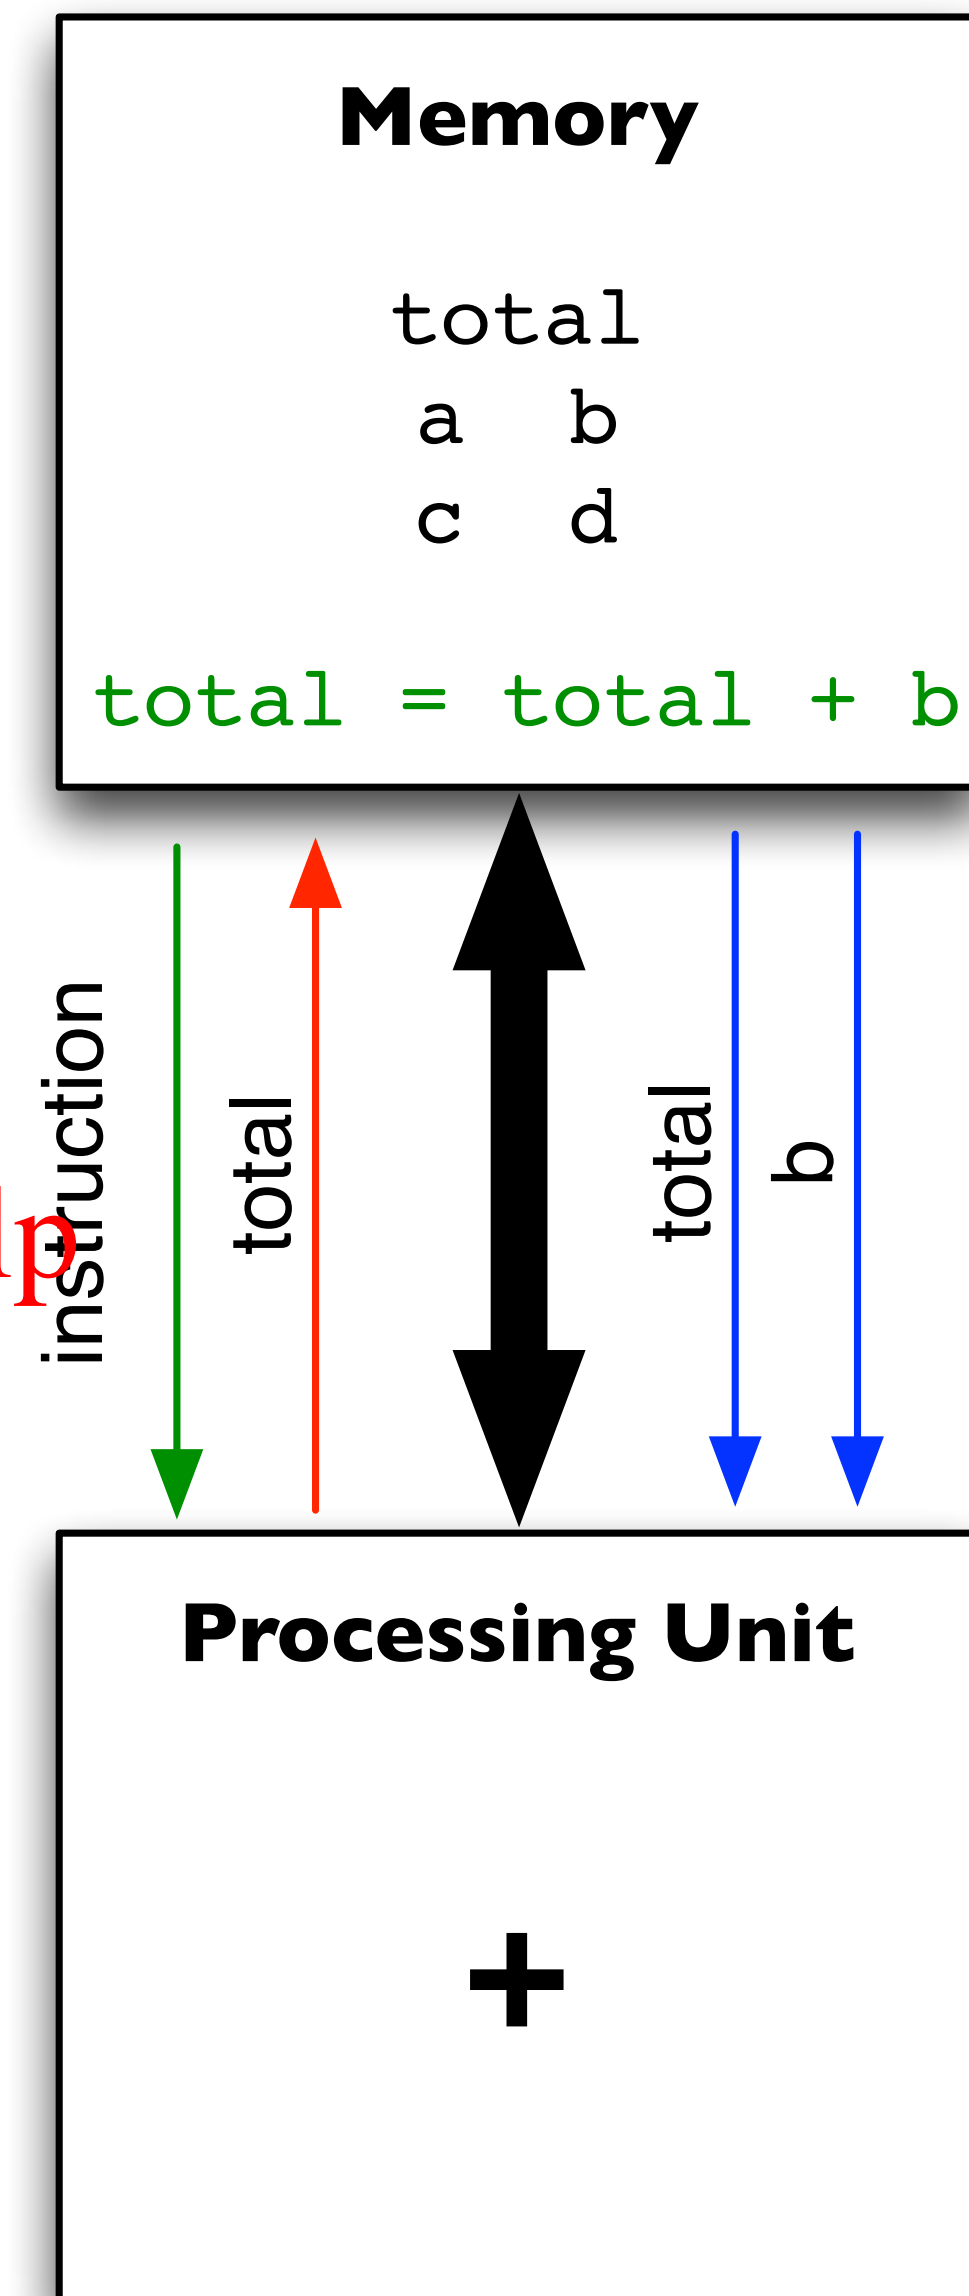 Memory
total
a b
c d
total = total + b
instruction
total
total
b
Processing Unit
+